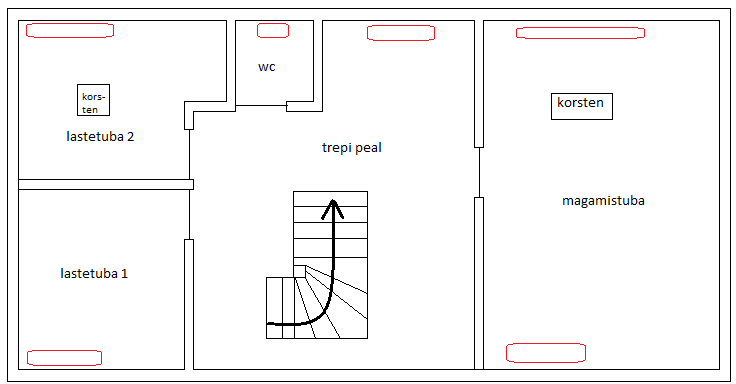 wc
kors-
ten
korsten
lastetuba 2
trepi peal
magamistuba
lastetuba 1